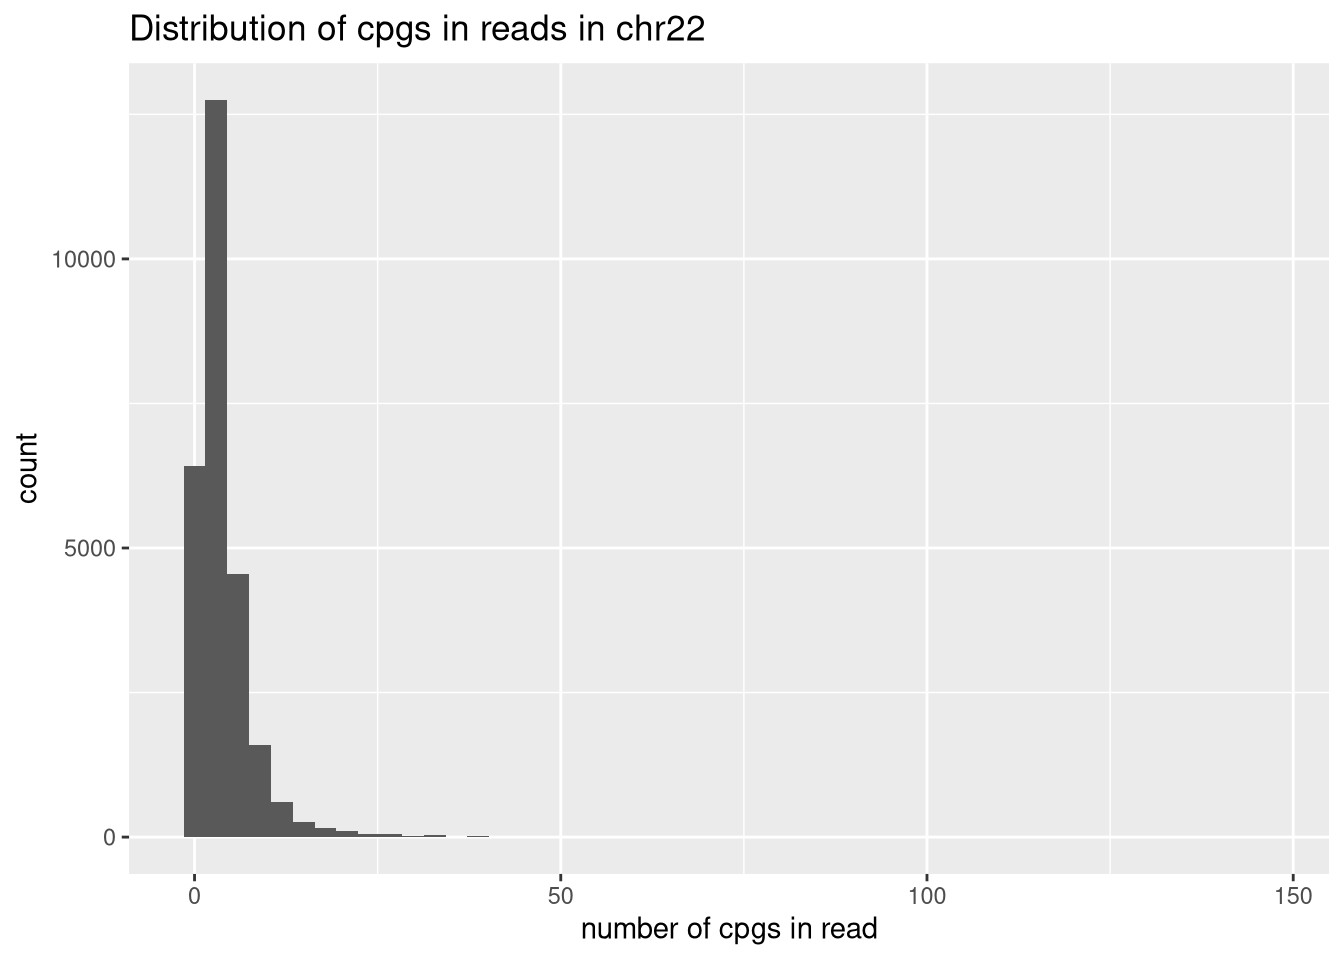 Distribution of cpgs in reads in chr22
count
10000
5000
0
0 50 100 150
number of cpgs in read